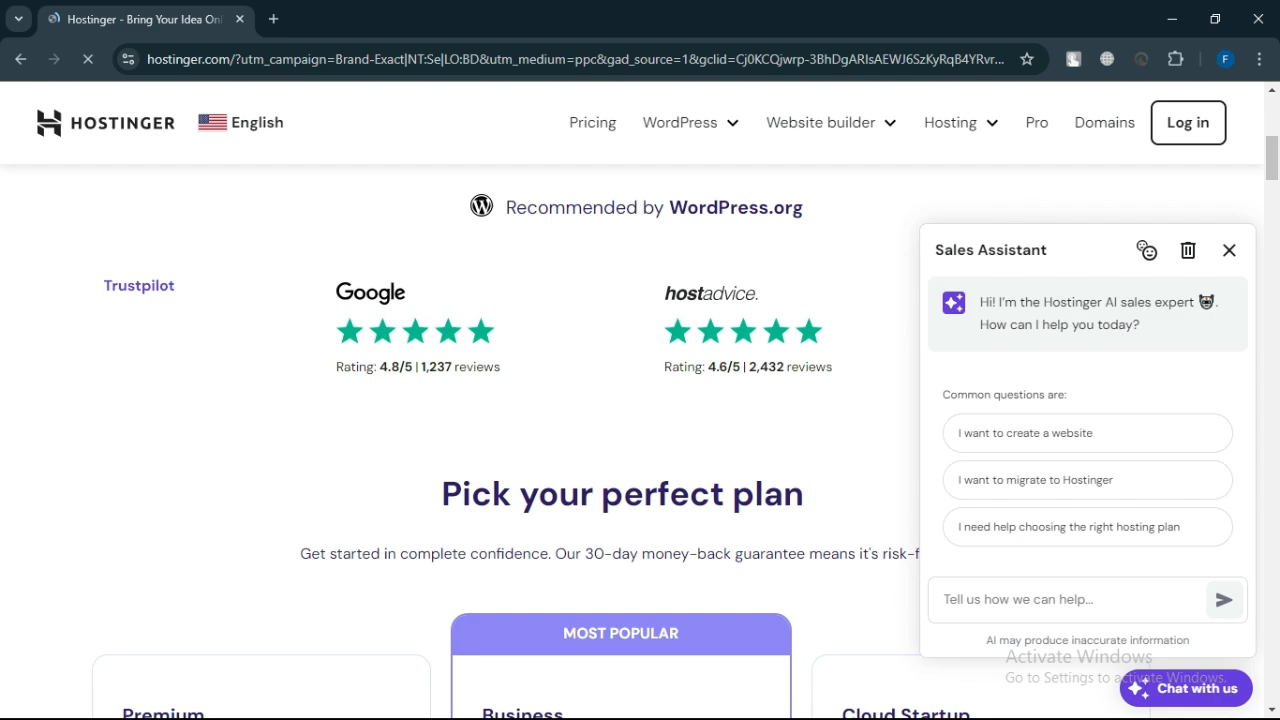 Hostinger - Bring Your Idea Onl
hostinger.com/?utm_campaign=Brand-Exact|NT:Se|LO:BD&utm_medium=ppc&gad_source=1&gclid=Cj0KCQjwrp-3BhDgARIsAEWJ6SzKyRqB4YRvr...
F
HOSTINGER
English
Pricing
WordPress
Website builder
Hosting
Pro
Domains
Log in
Recommended by WordPress.org
Trustpilot
Google
Rating: 4.8/5 | 1,237 reviews
hostadvice.
Rating: 4.6/5 | 2,432 reviews
Pick your perfect plan
Get started in complete confidence. Our 30-day money-back guarantee means it's risk-f
MOST POPULAR
Premium
Business
Cloud Startup
Sales Assistant
Hi! I'm the Hostinger AI sales expert
How can I help you today?
Common questions are:
I want to create a website
I want to migrate to Hostinger
I need help choosing the right hosting plan
Tell us how we can help...
AI may produce inaccurate information
Activate Windows
Go to Settings to activate Windows.
Chat with us